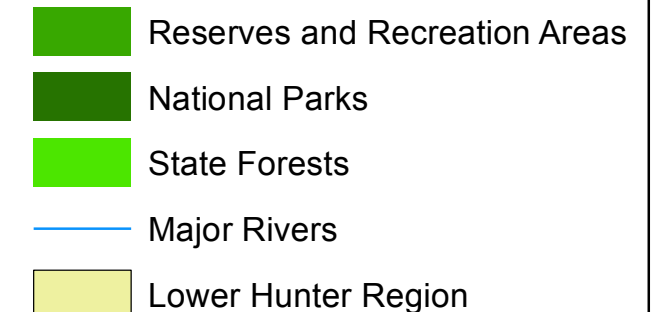 Reserves and Recreation Areas
National Parks
State Forests
Major Rivers
Lower Hunter Region